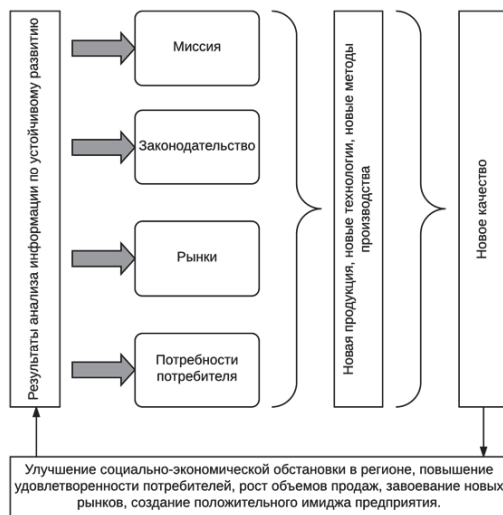 Результаты анализа информации по устойчивому развитию
Миссия
Законодательство
Рынки
Потребности
потребителя
Новая продукция, новые технологии, новые методы
производства
Новое качество
Улучшение социально-экономической обстановки в регионе, повышение
удовлетворенности потребителей, рост объемов продаж, завоевание новых
рынков, создание положительного имиджа предприятия.